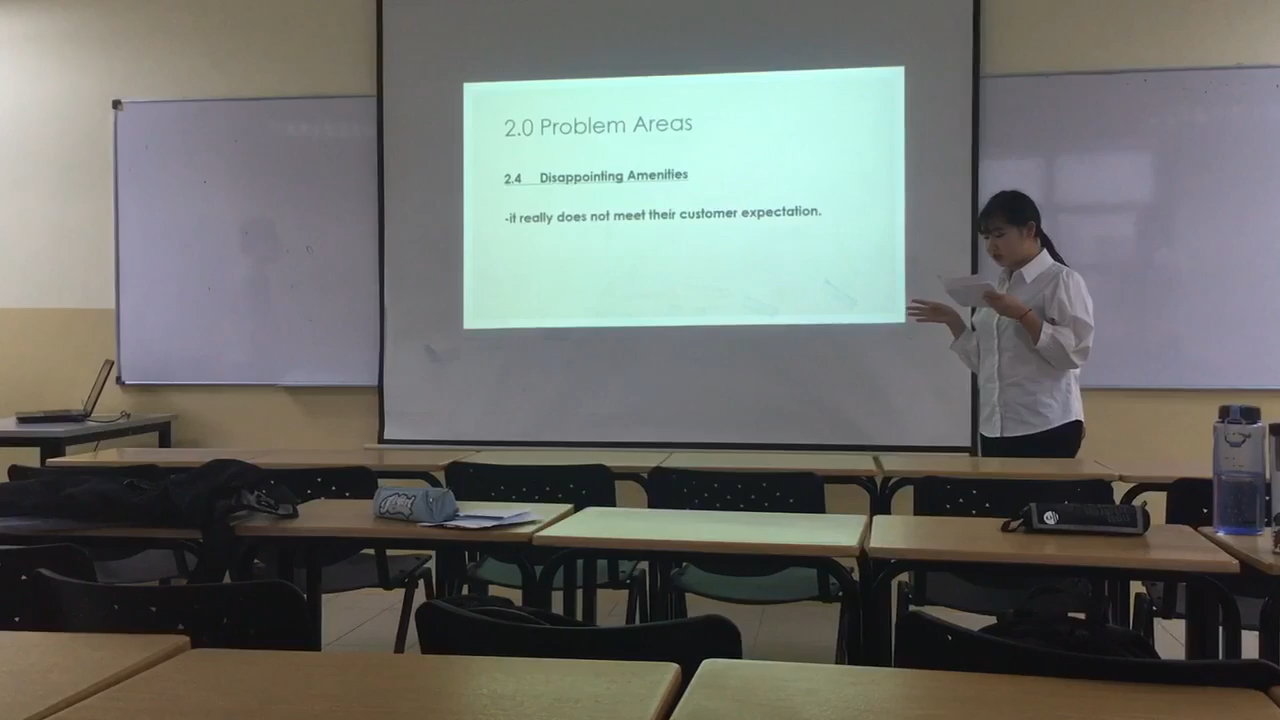 2.0 Problem Areas
2.4 Disappointing Amenities
-it really does not meet their customer expectation.